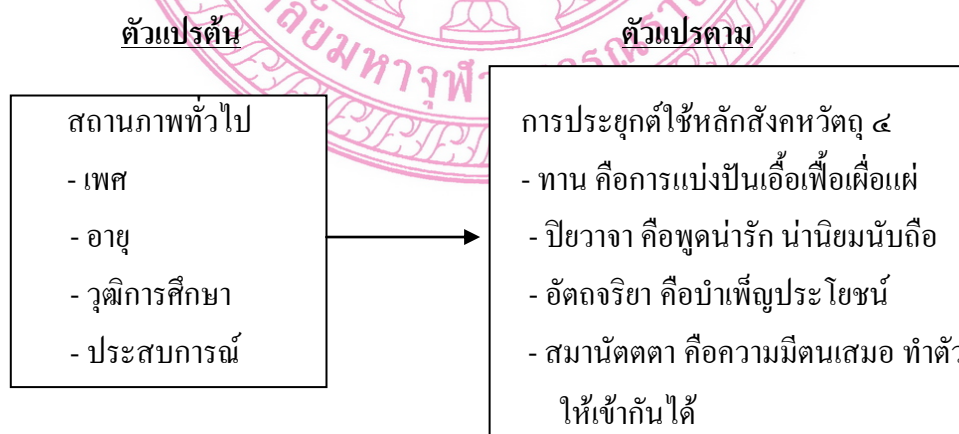 ตัวแปรต้น
ตัวแปรตาม
สถานภาพทั่วไป
- เพศ
- อายุ
- วุฒิการศึกษา
- ประสบการณ์
การประยุกต์ใช้หลักสังคหวัตถุ ๔
- ทาน คือการแบ่งปันเอื้อเฟื้อเผื่อแผ่
- ปิยวาจา คือพูดน่ารัก น่านิยมนับถือ
- อัตถจริยา คือบำเพ็ญประโยชน์
- สมานัตตตา คือความมีตนเสมอ ทำตัว
ให้เข้ากันได้